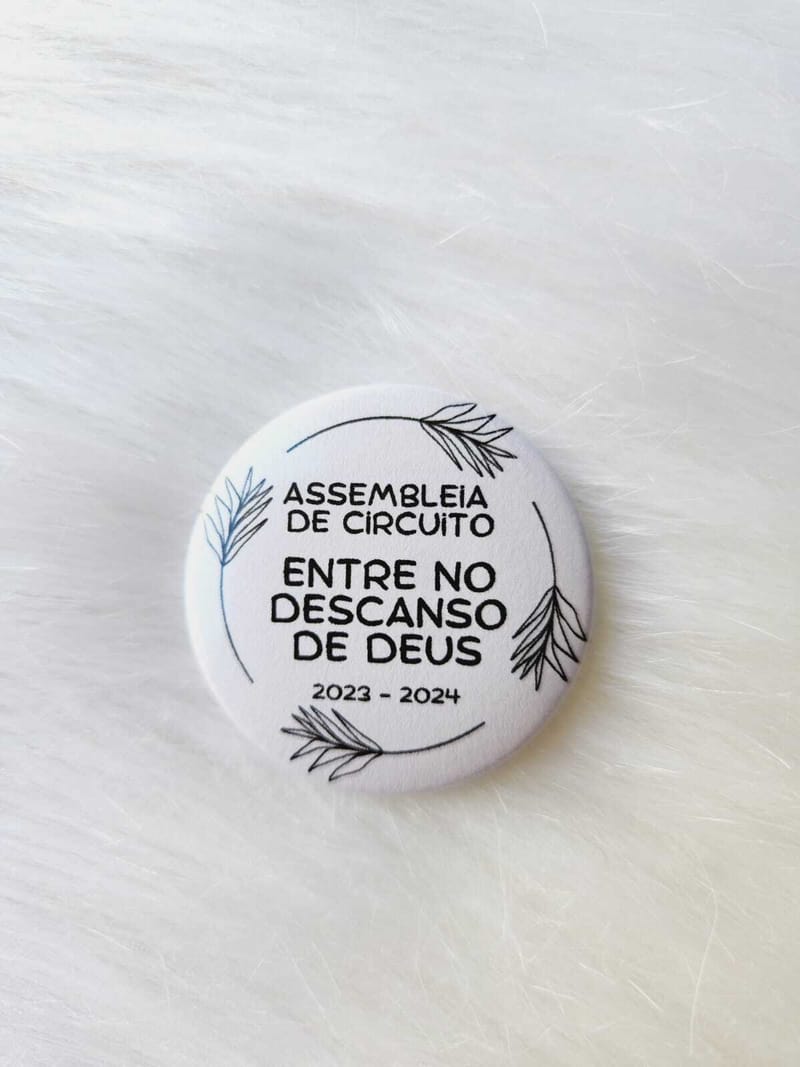 ASSEMBLEIA
DE CIRCUITO
ENTRE NO
DESCANSO
DE DEUS
2023 - 2024